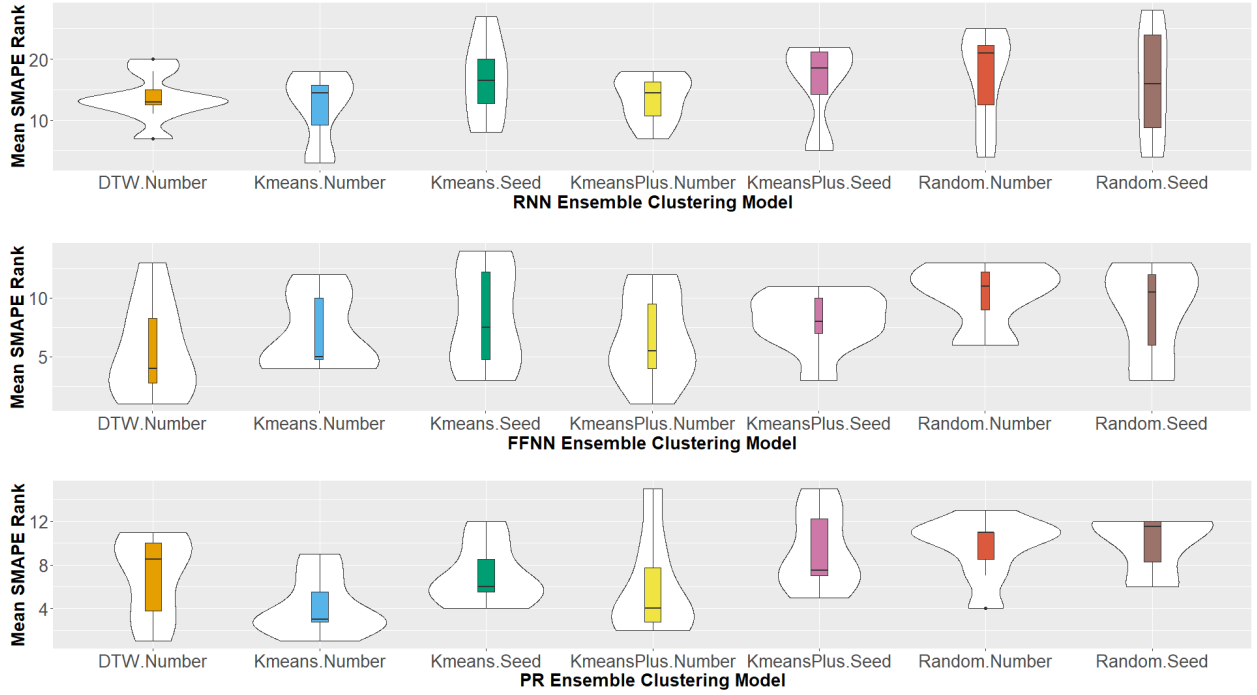 Mean SMAPE Rank
20
10
DTW.Number Kmeans.Number Kmeans.Seed KmeansPlus.Number KmeansPlus.Seed Random.Number Random.Seed
RNN Ensemble Clustering Model
Mean SMAPE Rank
10
5
DTW.Number Kmeans.Number Kmeans.Seed KmeansPlus.Number KmeansPlus.Seed Random.Number Random.Seed
FFNN Ensemble Clustering Model
Mean SMAPE Rank
12
8
4
DTW.Number Kmeans.Number Kmeans.Seed KmeansPlus.Number KmeansPlus.Seed Random.Number Random.Seed
PR Ensemble Clustering Model